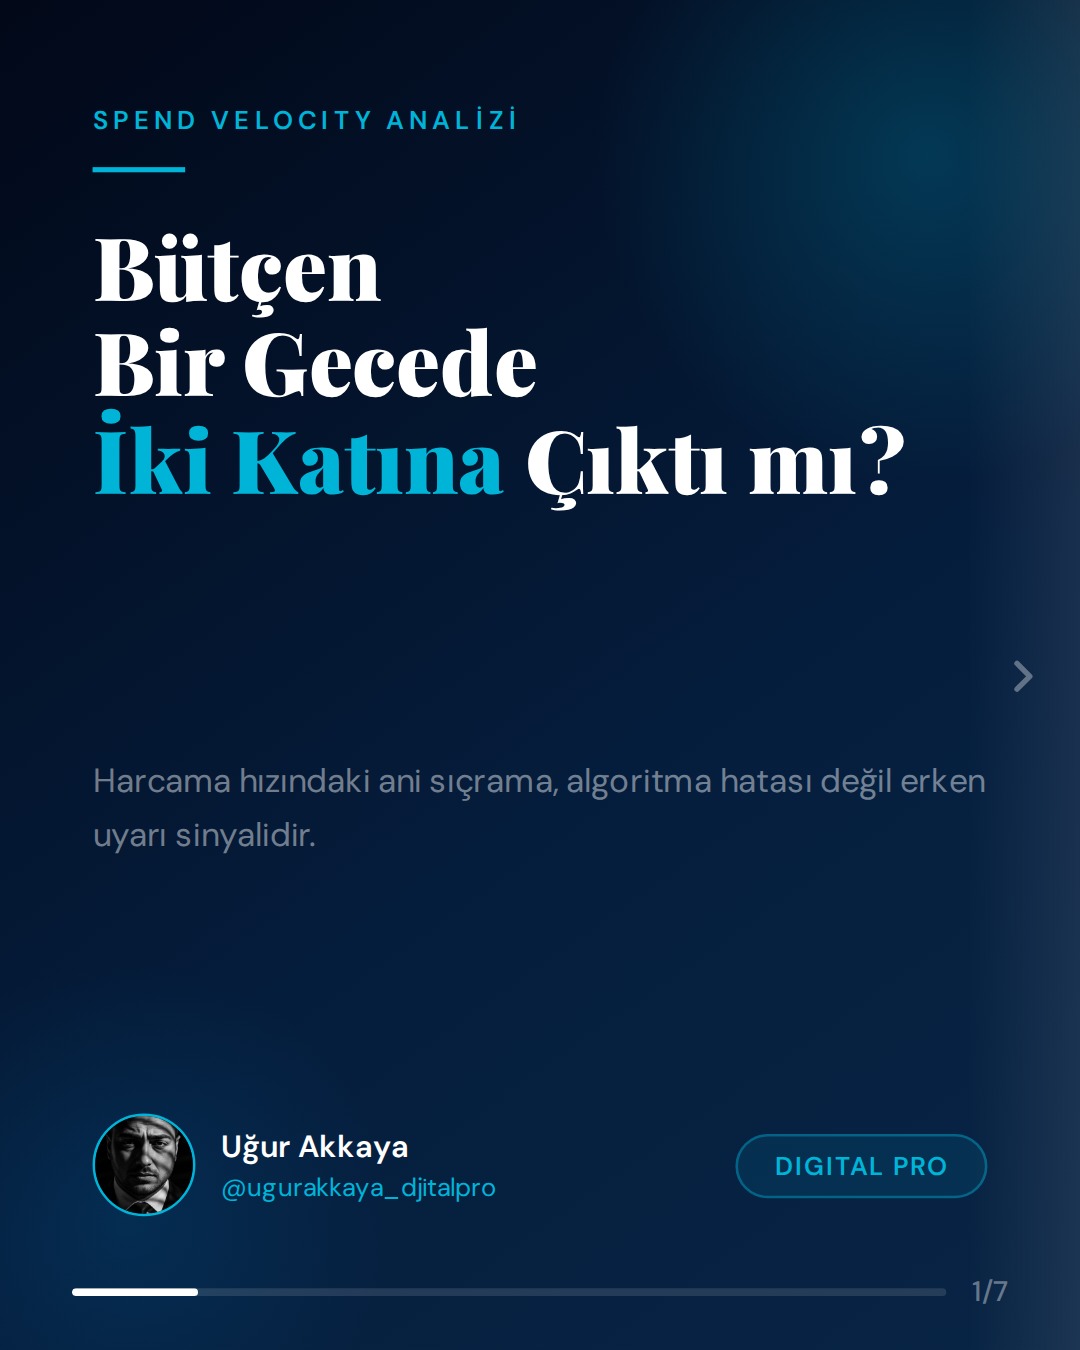 SPEND VELOCITY ANALİZİ
Bütçen
Bir Gecede
İki Katına Çıktı mı?
Harcama hızındaki ani sıçrama, algoritma hatası değil erken
uyarı sinyalidir.
Uğur Akkaya
@ugurakkaya_djitalpro
DIGITAL PRO
1/7